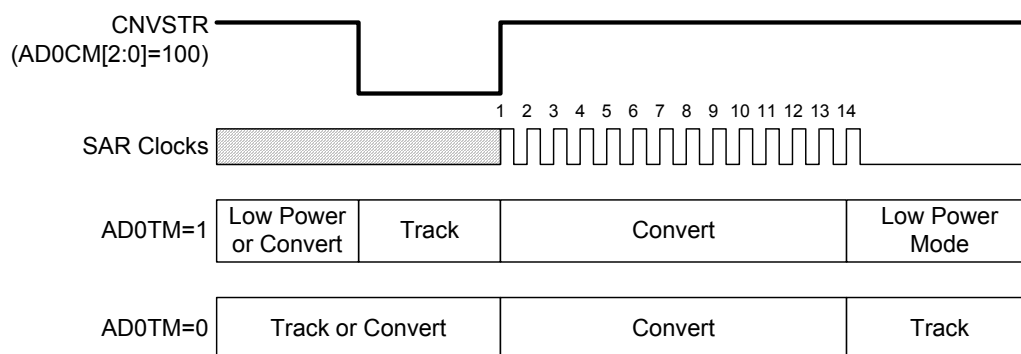 CNVSTR
(AD0CM[2:0]=100)
1 2 3 4 5 6 7 8 9 10 11 12 13 14
SAR Clocks
AD0TM=1
Low Power
or Convert
Track
Convert
Low Power
Mode
AD0TM=0
Track or Convert
Convert
Track